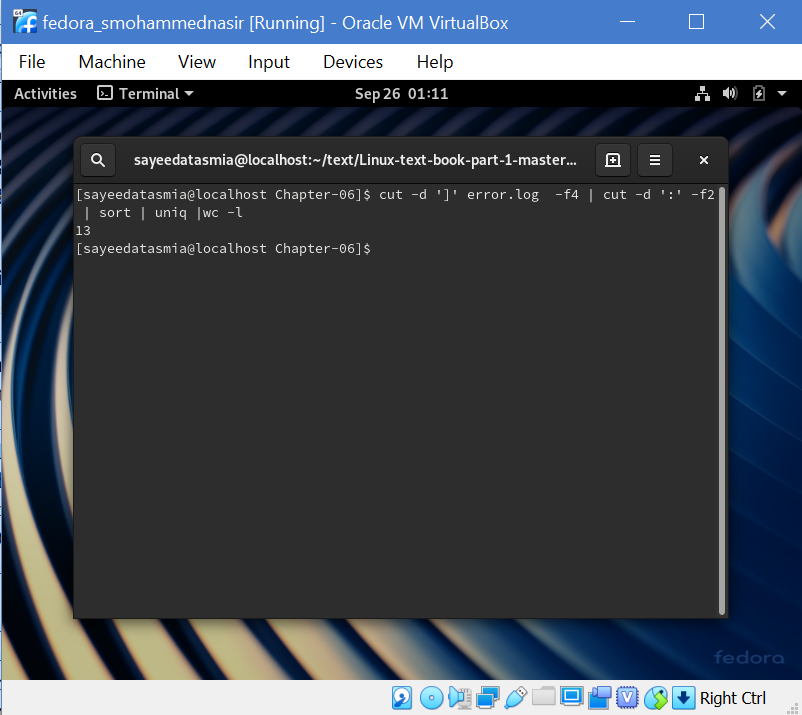 fedora_smohammednasir [Running] - Oracle VM VirtualBox
File Machine View Input Devices Help
Activities Terminal Sep 26 01:11
sayeedatasmia@localhost:~/text/Linux-text-book-part-1-master...
[sayeedatasmia@localhost Chapter-06]$ cut -d ']' error.log  -f4 | cut -d ':' -f2
 | sort | uniq |wc -l
13
[sayeedatasmia@localhost Chapter-06]$
fedora
Right Ctrl